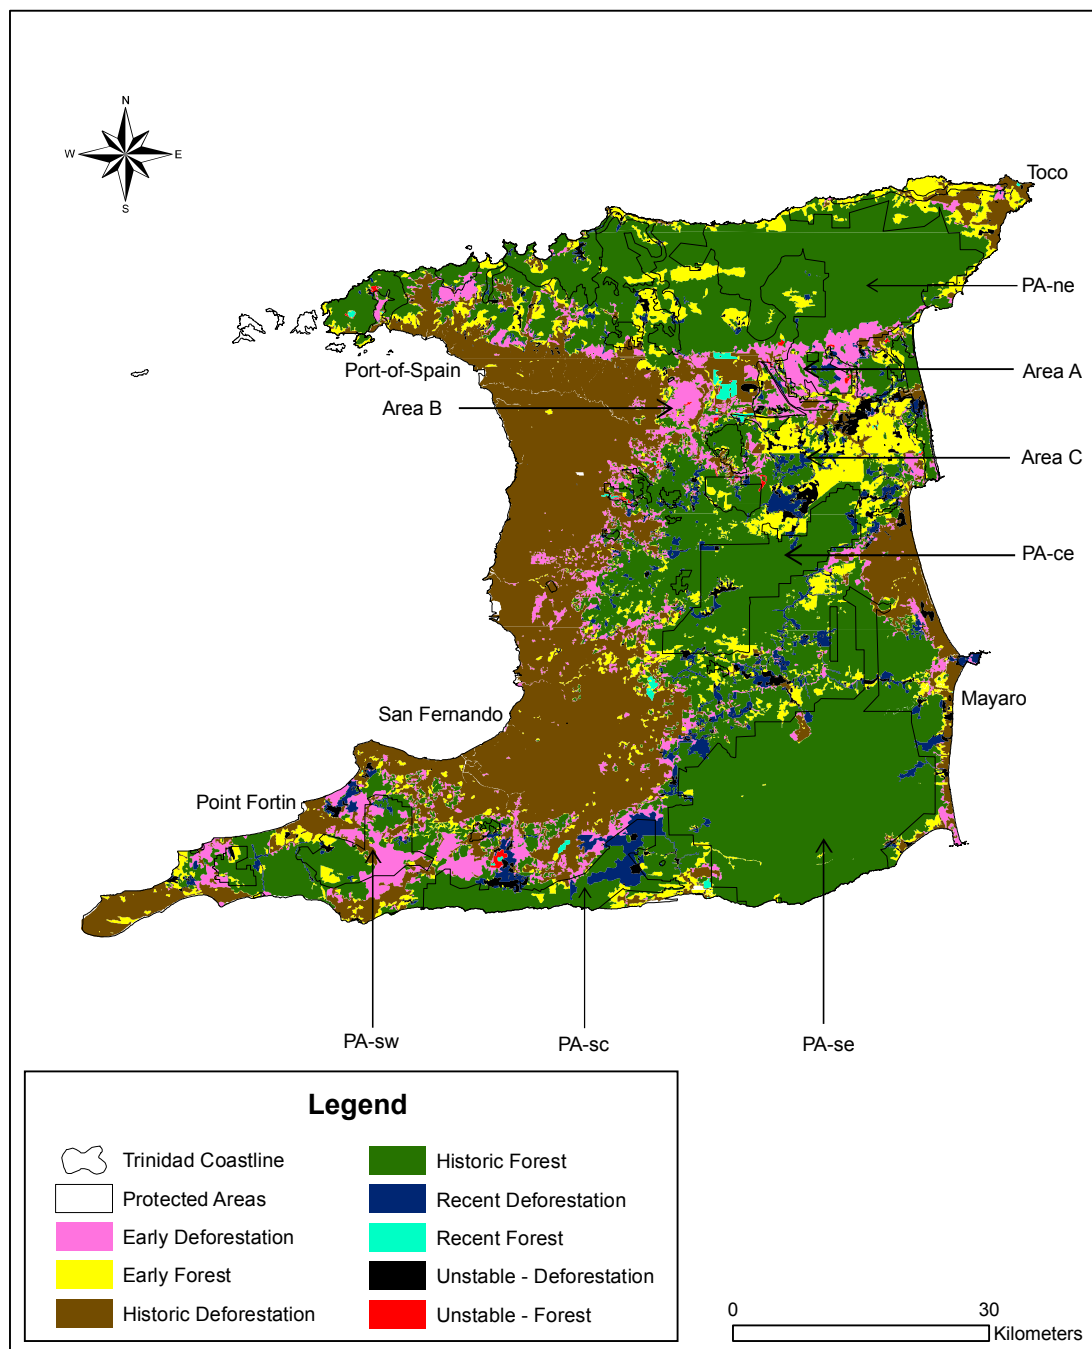 N
W E
S
Toco
PA-ne
Port-of-Spain
Area A
Area B
Area C
PA-ce
Mayaro
San Fernando
Point Fortin
PA-sw
PA-sc
PA-se
Legend
Trinidad Coastline
Protected Areas
Early Deforestation
Early Forest
Historic Deforestation
Historic Forest
Recent Deforestation
Recent Forest
Unstable - Deforestation
Unstable - Forest
0 30
Kilometers